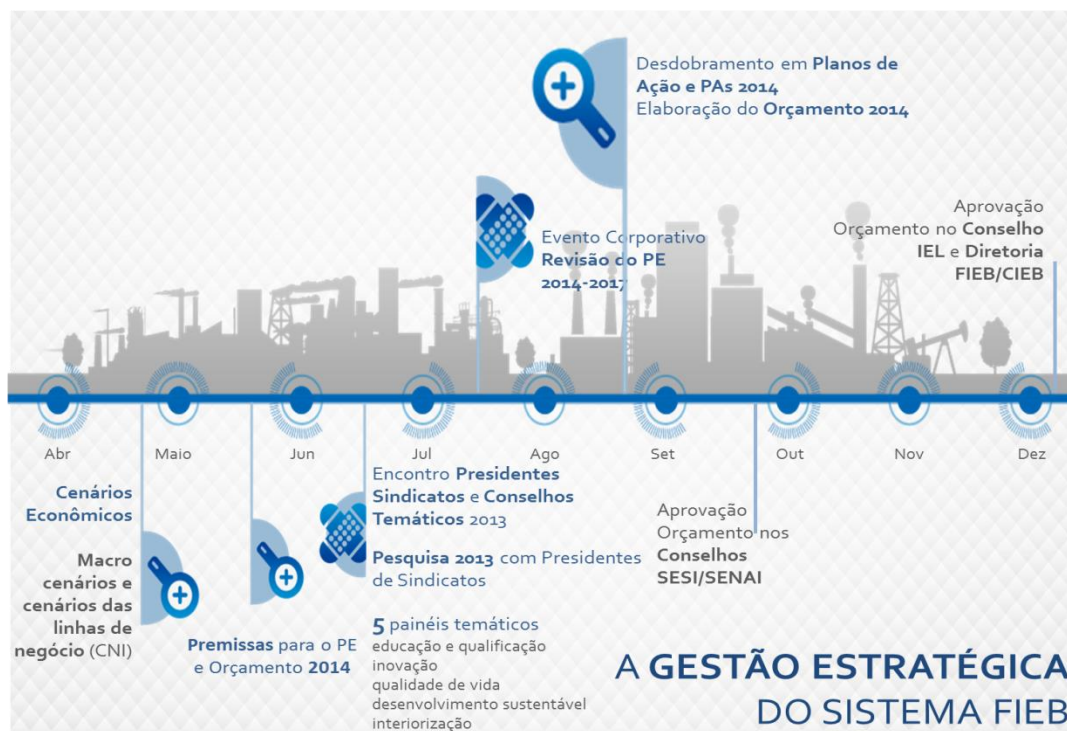 Desdobramento em Planos de
Ação e PAs 2014
Elaboração do Orçamento 2014
Evento Corporativo
Revisão do PE
2014-2017
Aprovação
Orçamento no Conselho
IEL e Diretoria
FIEB/CIEB
Abr
Maio
Jun
Jul
Ago
Set
Out
Nov
Dez
Cenários
Econômicos
Macro
cenários e
cenários das
linhas de
negócio (CNI)
Premissas para o PE
e Orçamento 2014
Encontro Presidentes
Sindicatos e Conselhos
Temáticos 2013
Pesquisa 2013 com Presidentes
de Sindicatos
5 painéis temáticos
educação e qualificação
inovação
qualidade de vida
desenvolvimento sustentável
interiorização
Aprovação
Orçamento nos
Conselhos
SESI/SENAI
A GESTÃO ESTRATÉGICA
DO SISTEMA FIEB